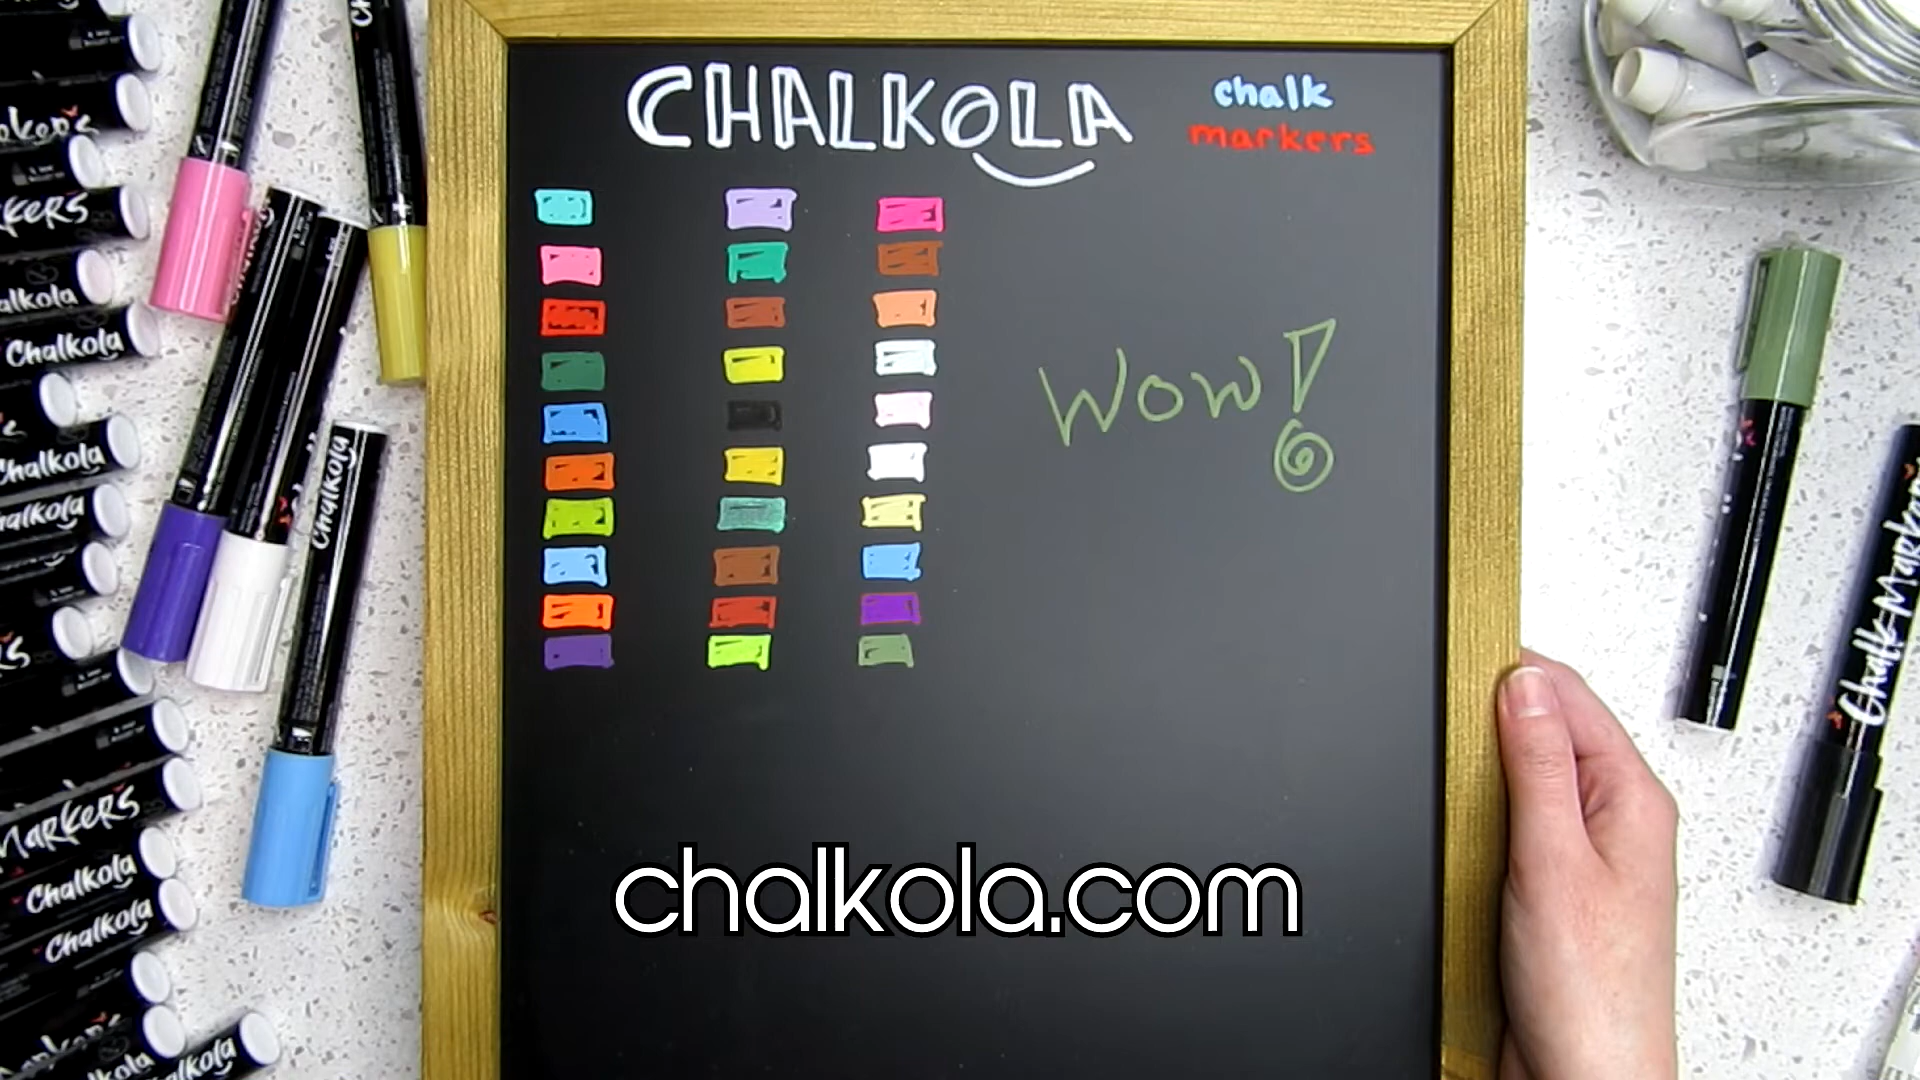 CHALKOLA
chalk
markers
Wow!
chalkola.com
Chalkola
Chalkola
Chalkola
MARKERS
Chalkola
Chalkola
Chalkola
Chalkola
Chalk Markers